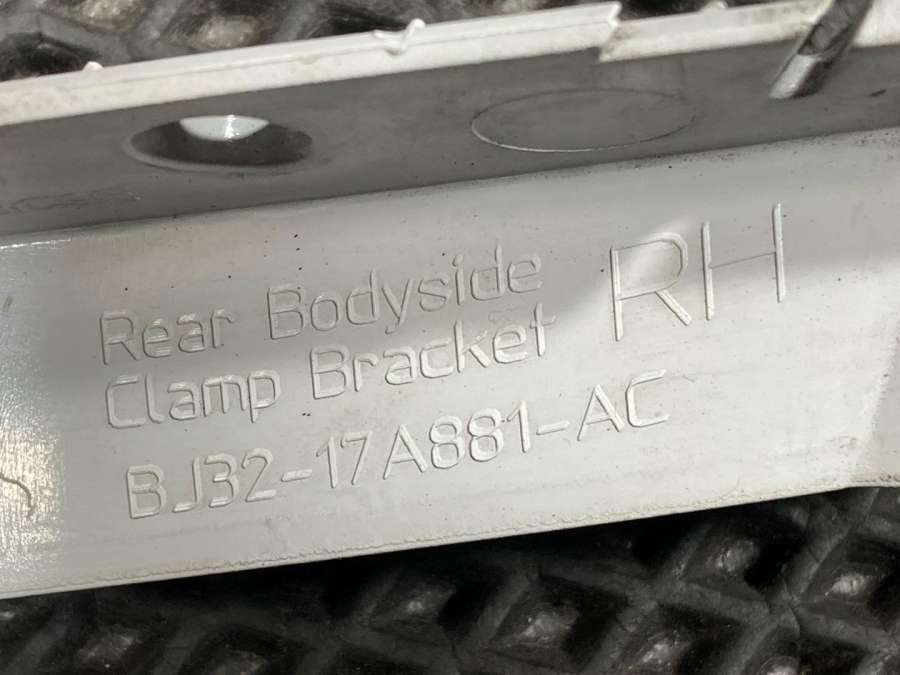 Rear Bodyside
Clamp Bracket
RH
BJ32-17A881-AC